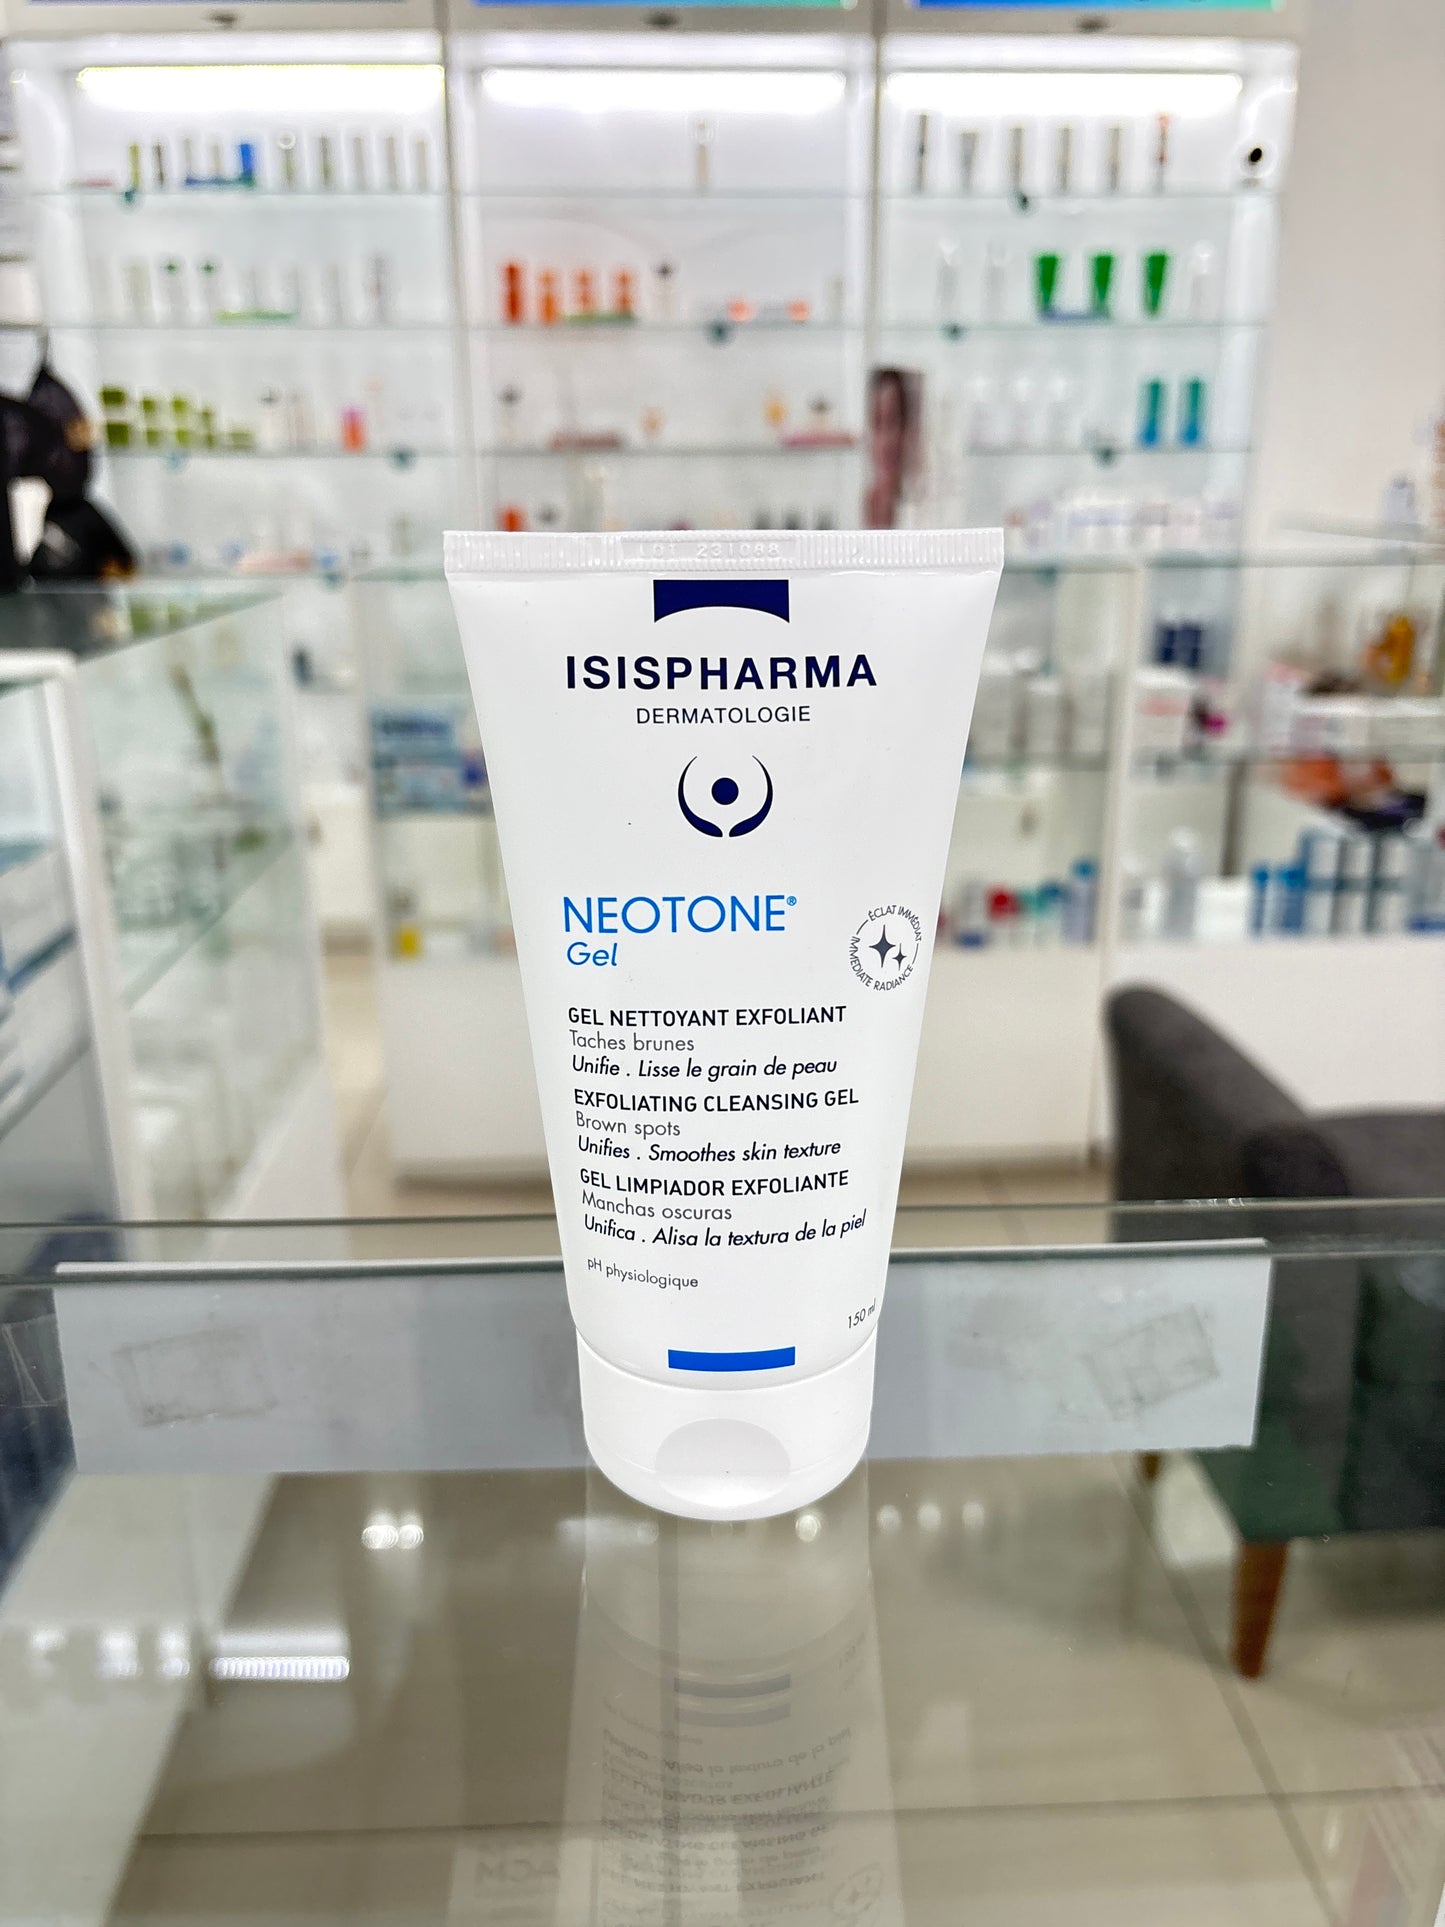 LOT 231088
ISISPHARMA
DERMATOLOGIE
NEOTONE®
Gel
ÉCLAT IMMÉDIAT
IMMEDIATE RADIANCE
GEL NETTOYANT EXFOLIANT
Taches brunes
Unifie . Lisse le grain de peau
EXFOLIATING CLEANSING GEL
Brown spots
Unifies . Smoothes skin texture
GEL LIMPIADOR EXFOLIANTE
Manchas oscuras
Unifica . Alisa la textura de la piel
pH physiologique
150 ml